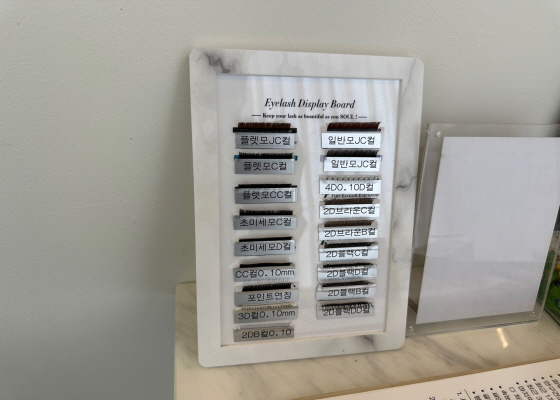 Eyelash Display Board
Keep your lash as beautiful as you SOUL!
플랫모JC컬
플랫모C컬
플랫모CC컬
초미세모C컬
초미세모D컬
CC컬0.10mm
포인트연장
3D컬0.10mm
2DB컬0.10
일반모JC컬
일반모JC컬
4D0.10D컬
2D브라운C컬
2D브라운B컬
2D블랙C컬
2D블랙D컬
2D블랙B컬
2D블랙DD컬